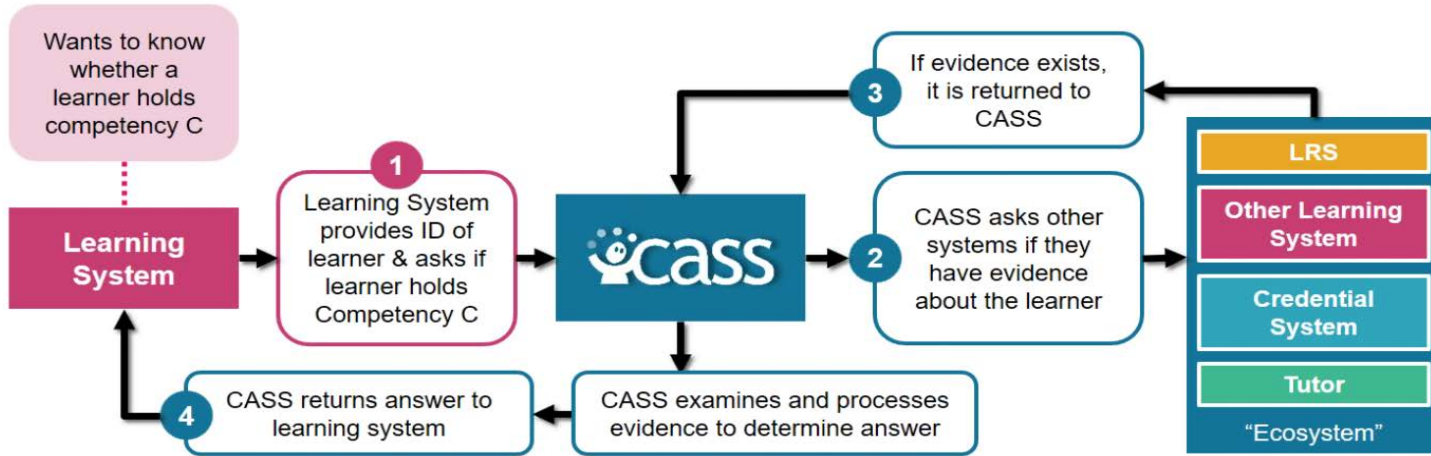 Wants to know
whether a
learner holds
competency C
Learning
System
1
Learning System
provides ID of
learner & asks if
learner holds
Competency C
cass
2
CASS asks other
systems if they
have evidence
about the learner
3
If evidence exists,
it is returned to
CASS
LRS
Other Learning
System
Credential
System
Tutor
“Ecosystem”
CASS examines and processes
evidence to determine answer
4
CASS returns answer to
learning system